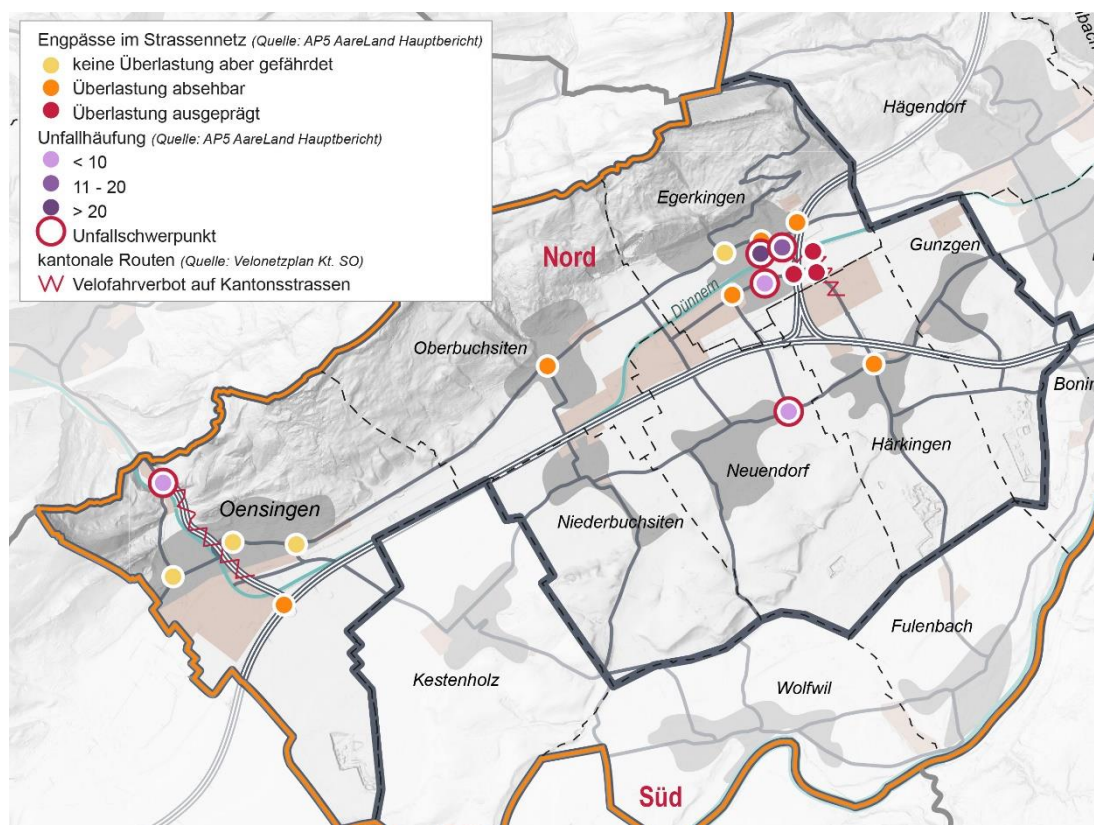 Engpässe im Strassennetz (Quelle: AP5 AareLand Hauptbericht)
keine Überlastung aber gefährdet
Überlastung absehbar
Überlastung ausgeprägt
Unfallhäufung (Quelle: AP5 AareLand Hauptbericht)
< 10
11 - 20
> 20
Unfallschwerpunkt
kantonale Routen (Quelle: Velonetzplan Kt. SO)
Velofahrverbot auf Kantonsstrassen
Hägendorf
Egerkingen
Gunzgen
Nord
Dünnern
Oberbuchsiten
Bonin
Härkingen
Neuendorf
Oensingen
Niederbuchsiten
Fulenbach
Kestenholz
Wolfwil
Süd